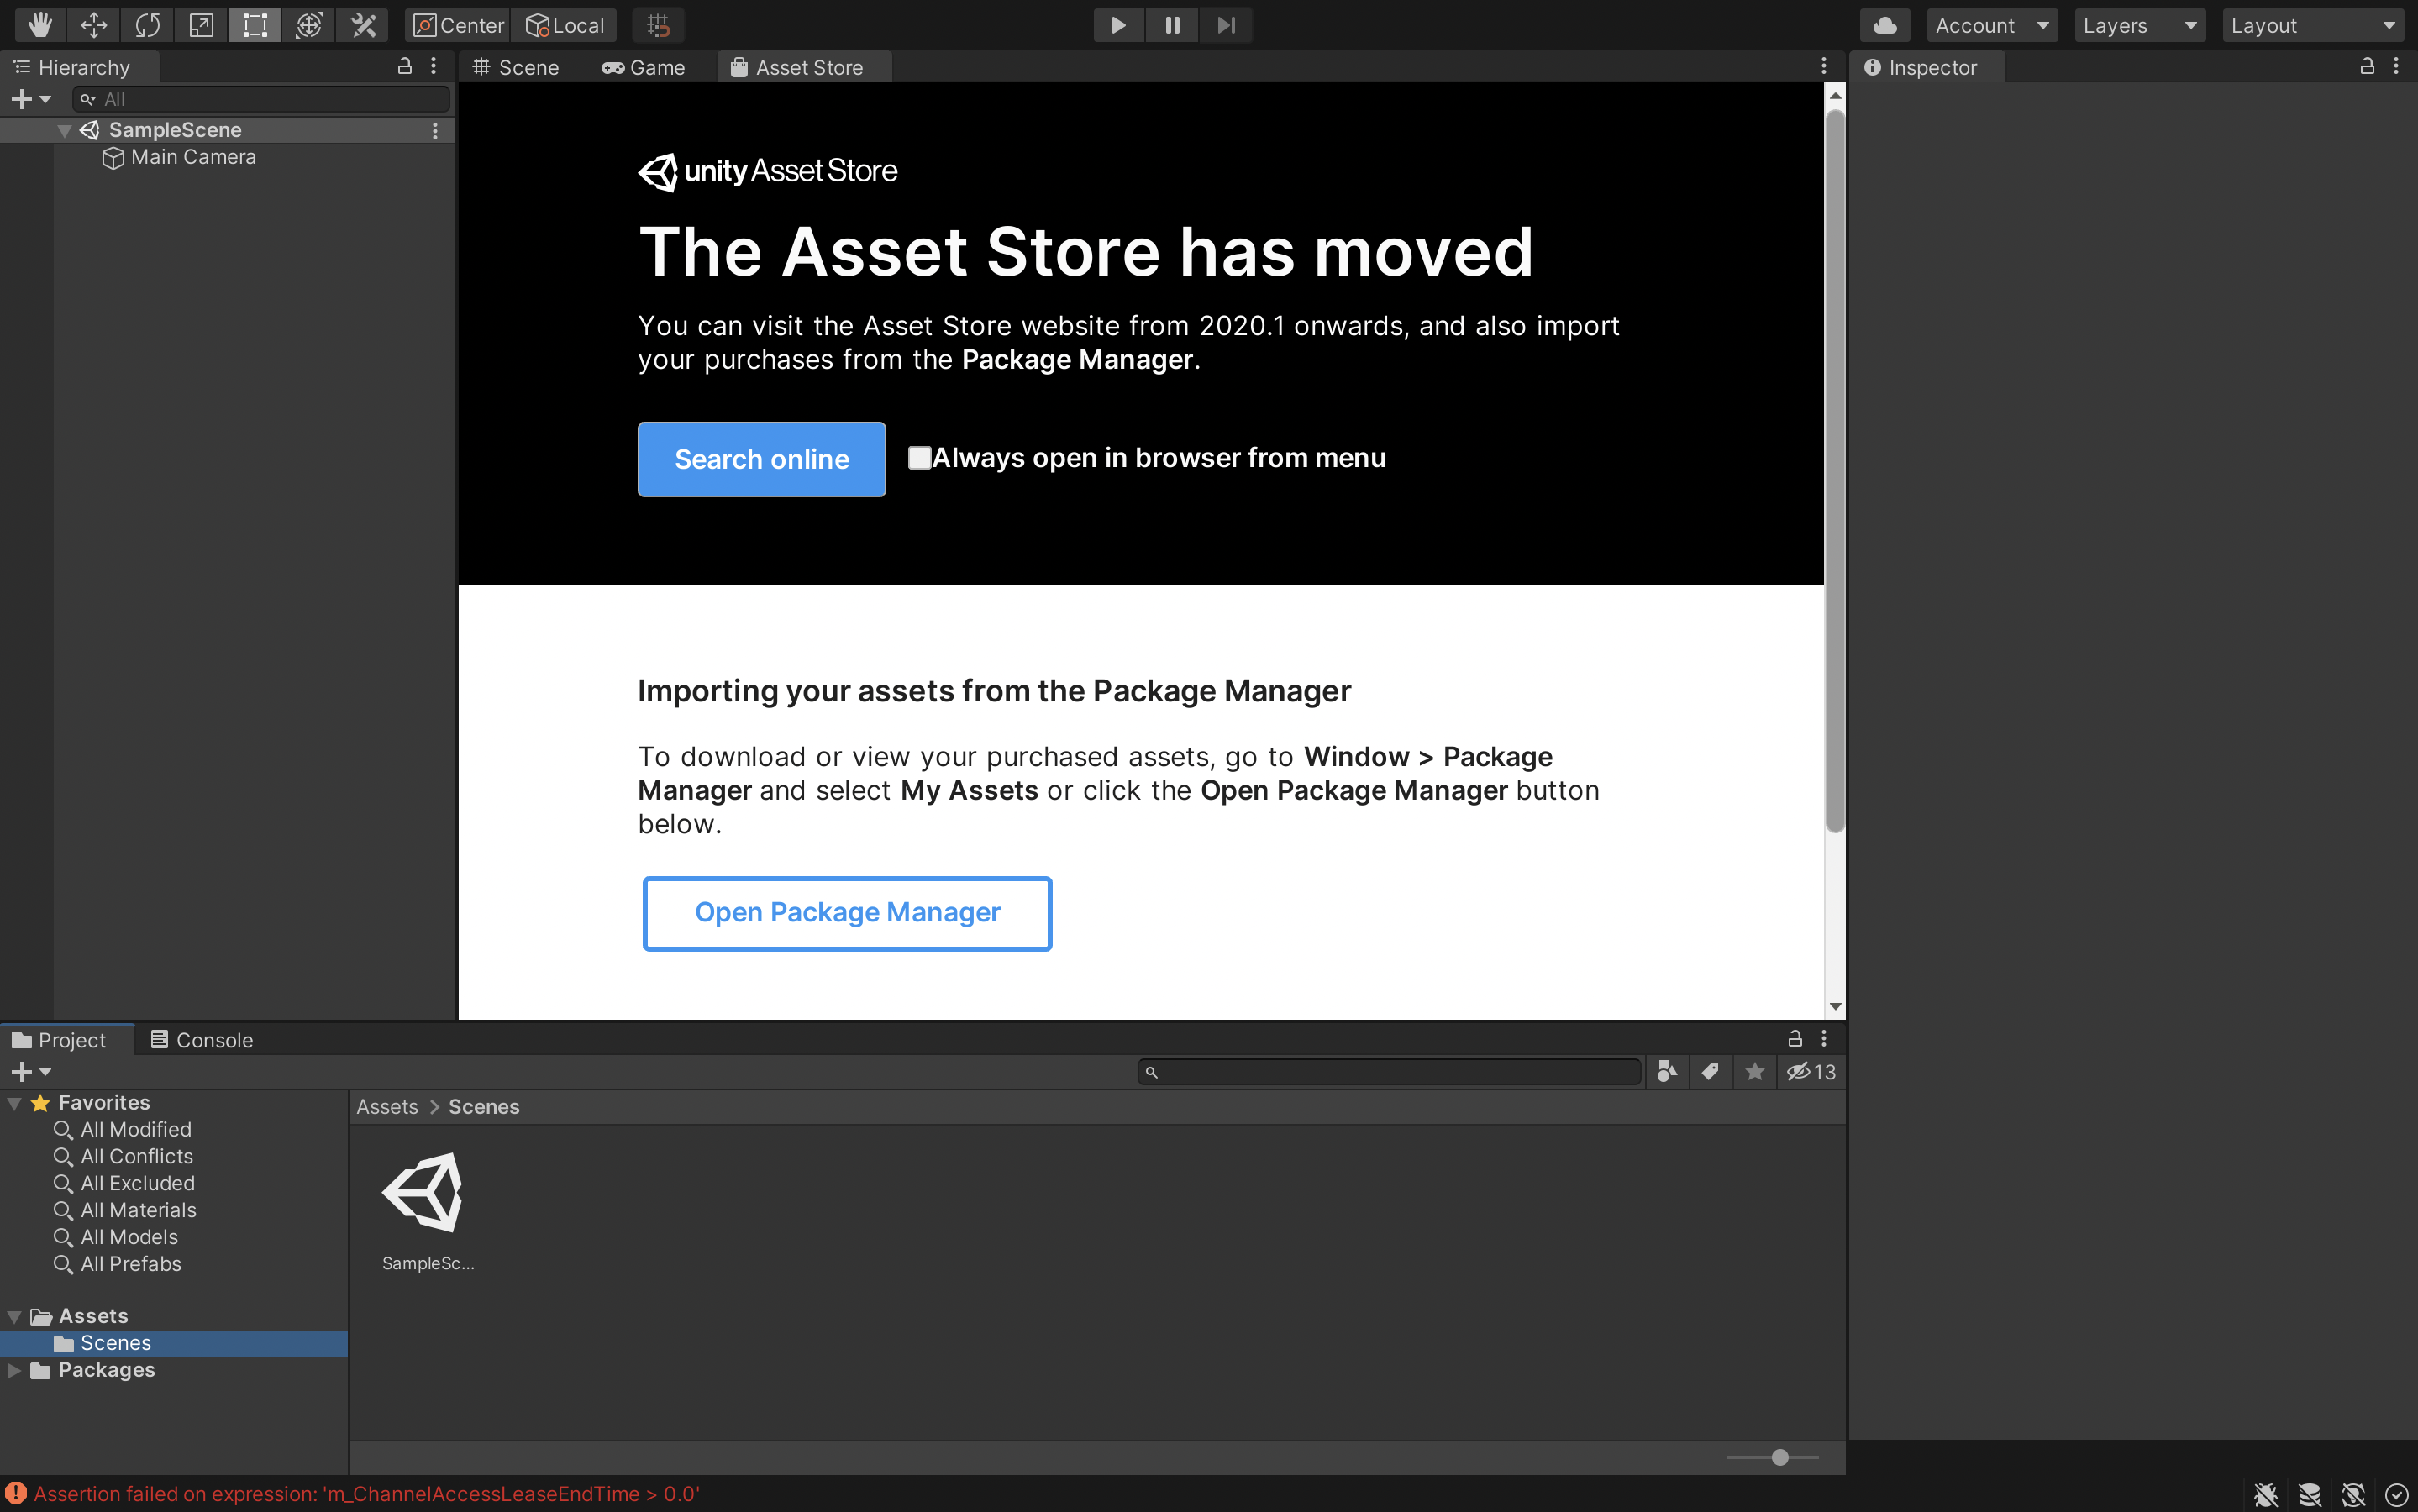 Center
Local
Account
Layers
Layout
Hierarchy
Scene
Game
Asset Store
Inspector
All
SampleScene
Main Camera
unity Asset Store
The Asset Store has moved
You can visit the Asset Store website from 2020.1 onwards, and also import
your purchases from the Package Manager.
Search online
Always open in browser from menu
Importing your assets from the Package Manager
To download or view your purchased assets, go to Window > Package
Manager and select My Assets or click the Open Package Manager button
below.
Open Package Manager
Project
Console
13
Favorites
All Modified
All Conflicts
All Excluded
All Materials
All Models
All Prefabs
Assets
Scenes
Packages
Assets > Scenes
SampleSc...
Assertion failed on expression: 'm_ChannelAccessLeaseEndTime > 0.0'